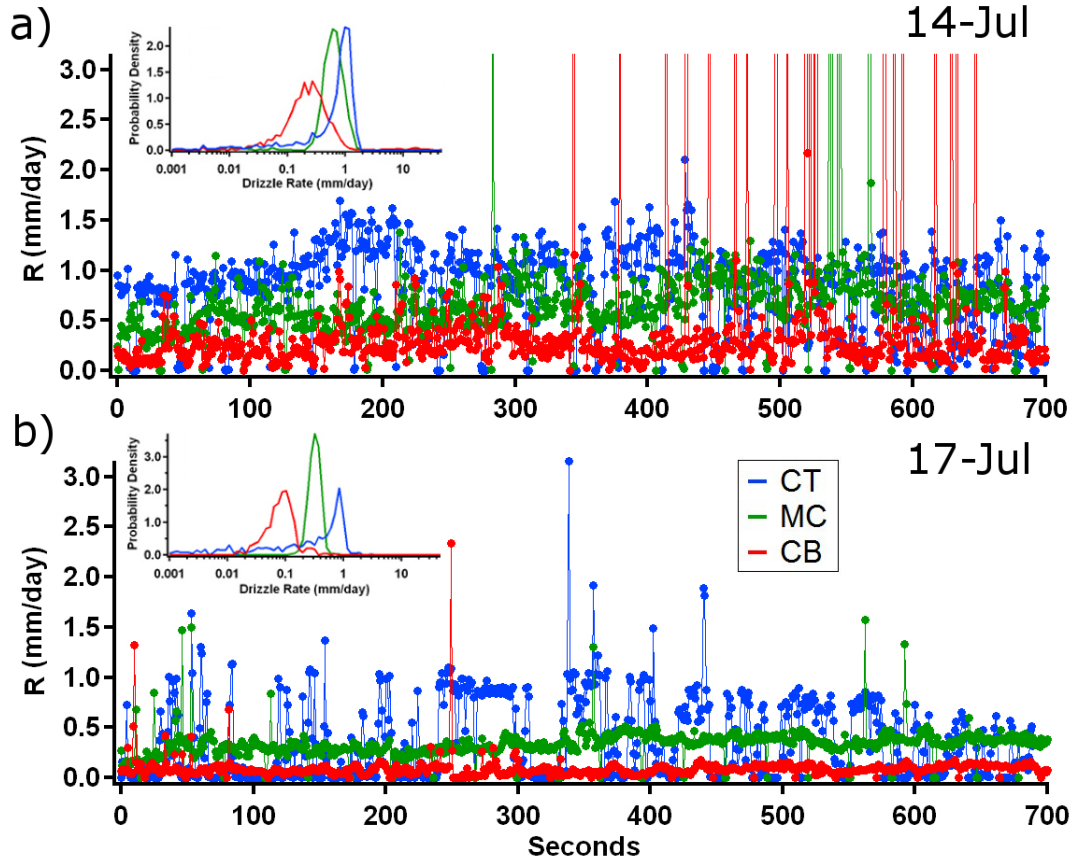 a)
14-Jul
R (mm/day)
3.0
2.5
2.0
1.5
1.0
0.5
0.0
0 100 200 300 400 500 600 700
Probability Density
2.0
1.5
1.0
0.5
0.0
0.001 0.01 0.1 1 10
Drizzle Rate (mm/day)
b)
17-Jul
R (mm/day)
3.0
2.5
2.0
1.5
1.0
0.5
0.0
0 100 200 300 400 500 600 700
Seconds
Probability Density
3.0
2.0
1.0
0.0
0.001 0.01 0.1 1 10
Drizzle Rate (mm/day)
CT
MC
CB